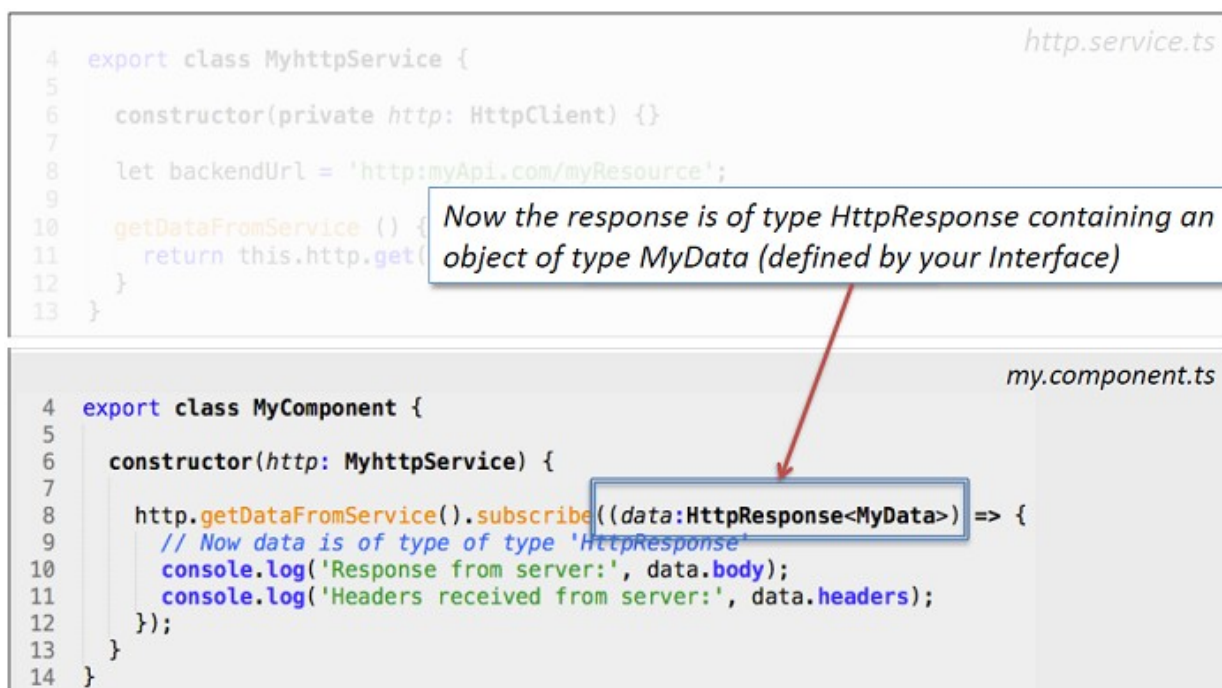 http.service.ts
4 export class MyhttpService {
5
6 constructor(private http: HttpClient) {}
7
8 let backendUrl = 'http:myApi.com/myResource';
9
10 getDataFromService () {
11 return this.http.get(
12 }
13 }
Now the response is of type HttpResponse containing an
object of type MyData (defined by your Interface)
my.component.ts
4 export class MyComponent {
5
6 constructor(http: MyhttpService) {
7
8 http.getDataFromService().subscribe((data:HttpResponse<MyData>) => {
9 // Now data is of type of type 'HttpResponse'
10 console.log('Response from server:', data.body);
11 console.log('Headers received from server:', data.headers);
12 });
13 }
14 }